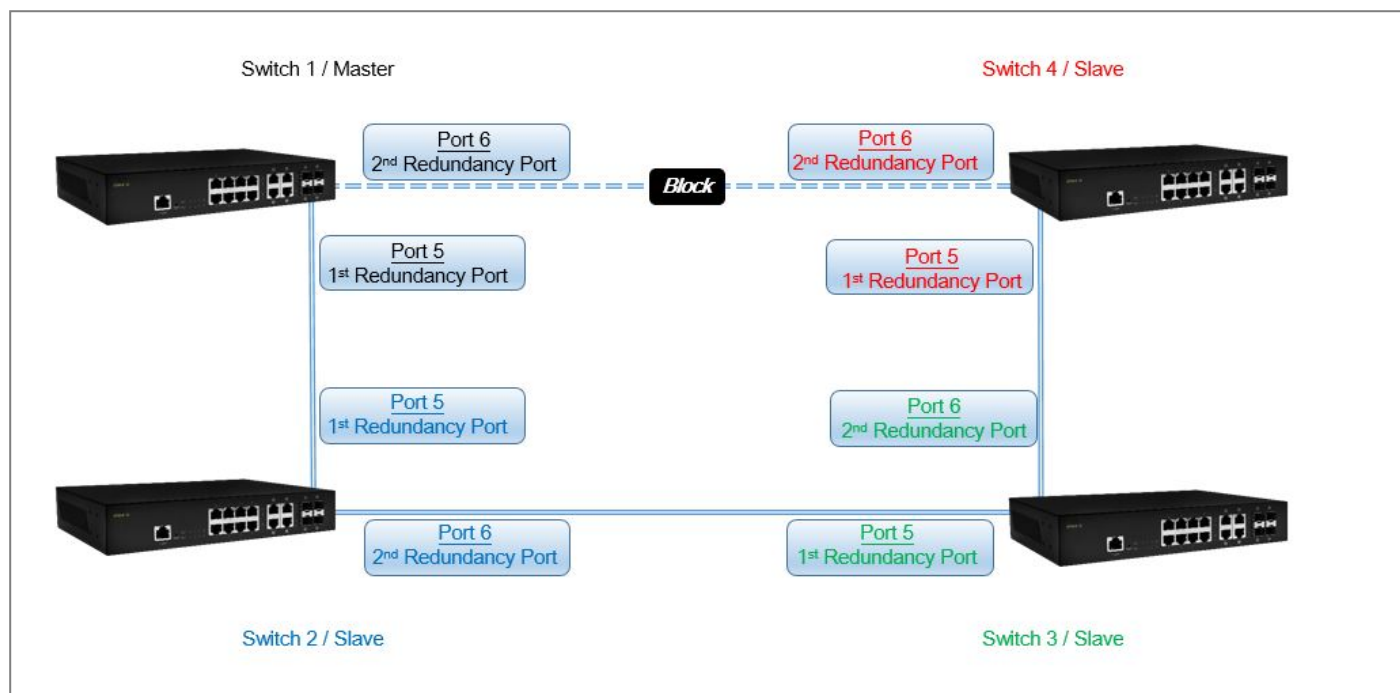 Switch 1 / Master
Switch 4 / Slave
Port 6
2nd Redundancy Port
Port 6
2nd Redundancy Port
Block
Port 5
1st Redundancy Port
Port 5
1st Redundancy Port
Port 5
1st Redundancy Port
Port 6
2nd Redundancy Port
Port 6
2nd Redundancy Port
Port 5
1st Redundancy Port
Switch 2 / Slave
Switch 3 / Slave